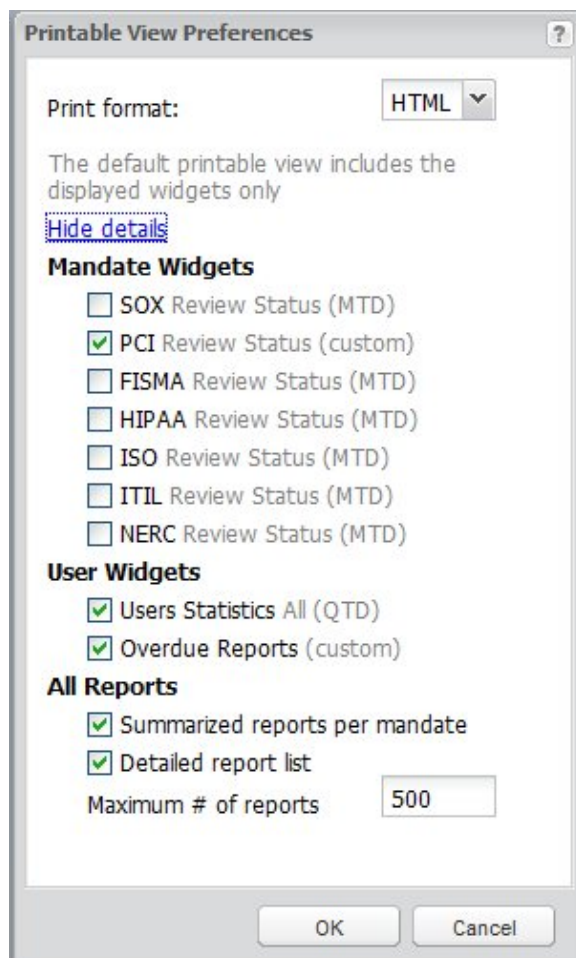 Printable View Preferences ?
Print format: HTML
The default printable view includes the
displayed widgets only
Hide details
Mandate Widgets
SOX Review Status (MTD)
PCI Review Status (custom)
FISMA Review Status (MTD)
HIPAA Review Status (MTD)
ISO Review Status (MTD)
ITIL Review Status (MTD)
NERC Review Status (MTD)
User Widgets
Users Statistics All (QTD)
Overdue Reports (custom)
All Reports
Summarized reports per mandate
Detailed report list
Maximum # of reports 500
OK Cancel